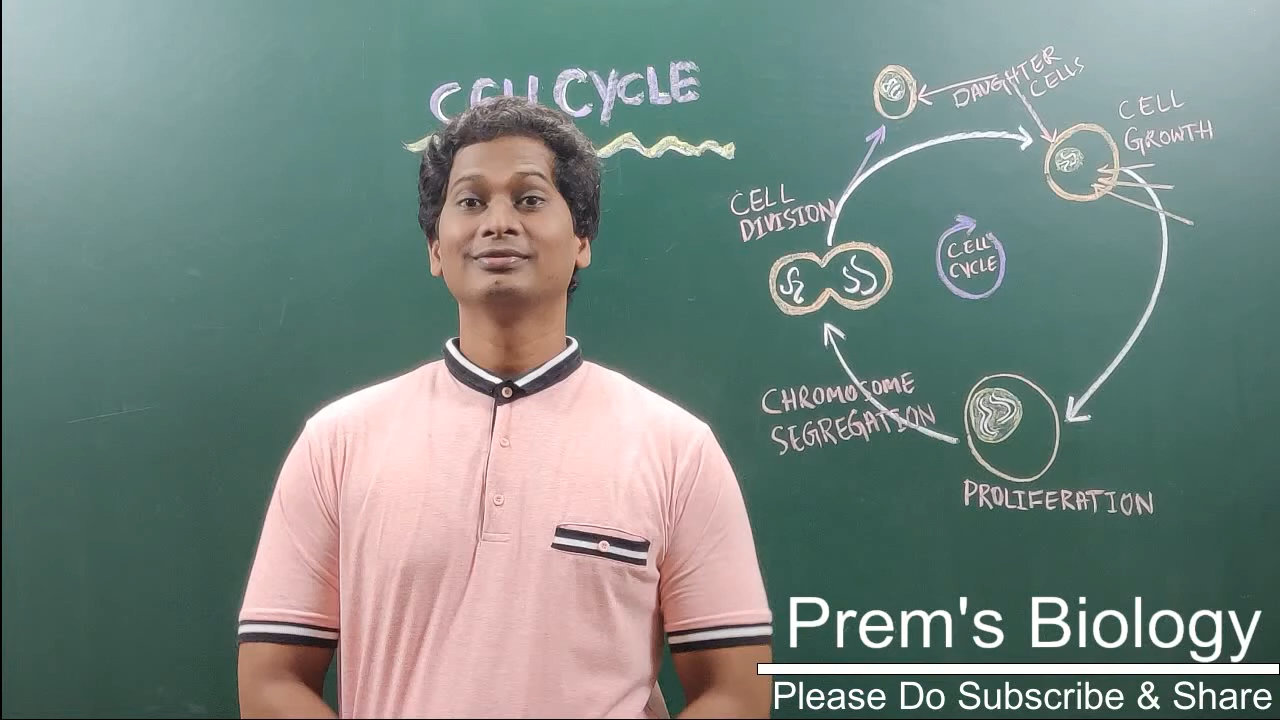 CELL CYCLE
DAUGHTER
CELLS
CELL
GROWTH
CELL
DIVISION
CELL
CYCLE
CHROMOSOME
SEGREGATION
PROLIFERATION
Prem's Biology
Please Do Subscribe & Share